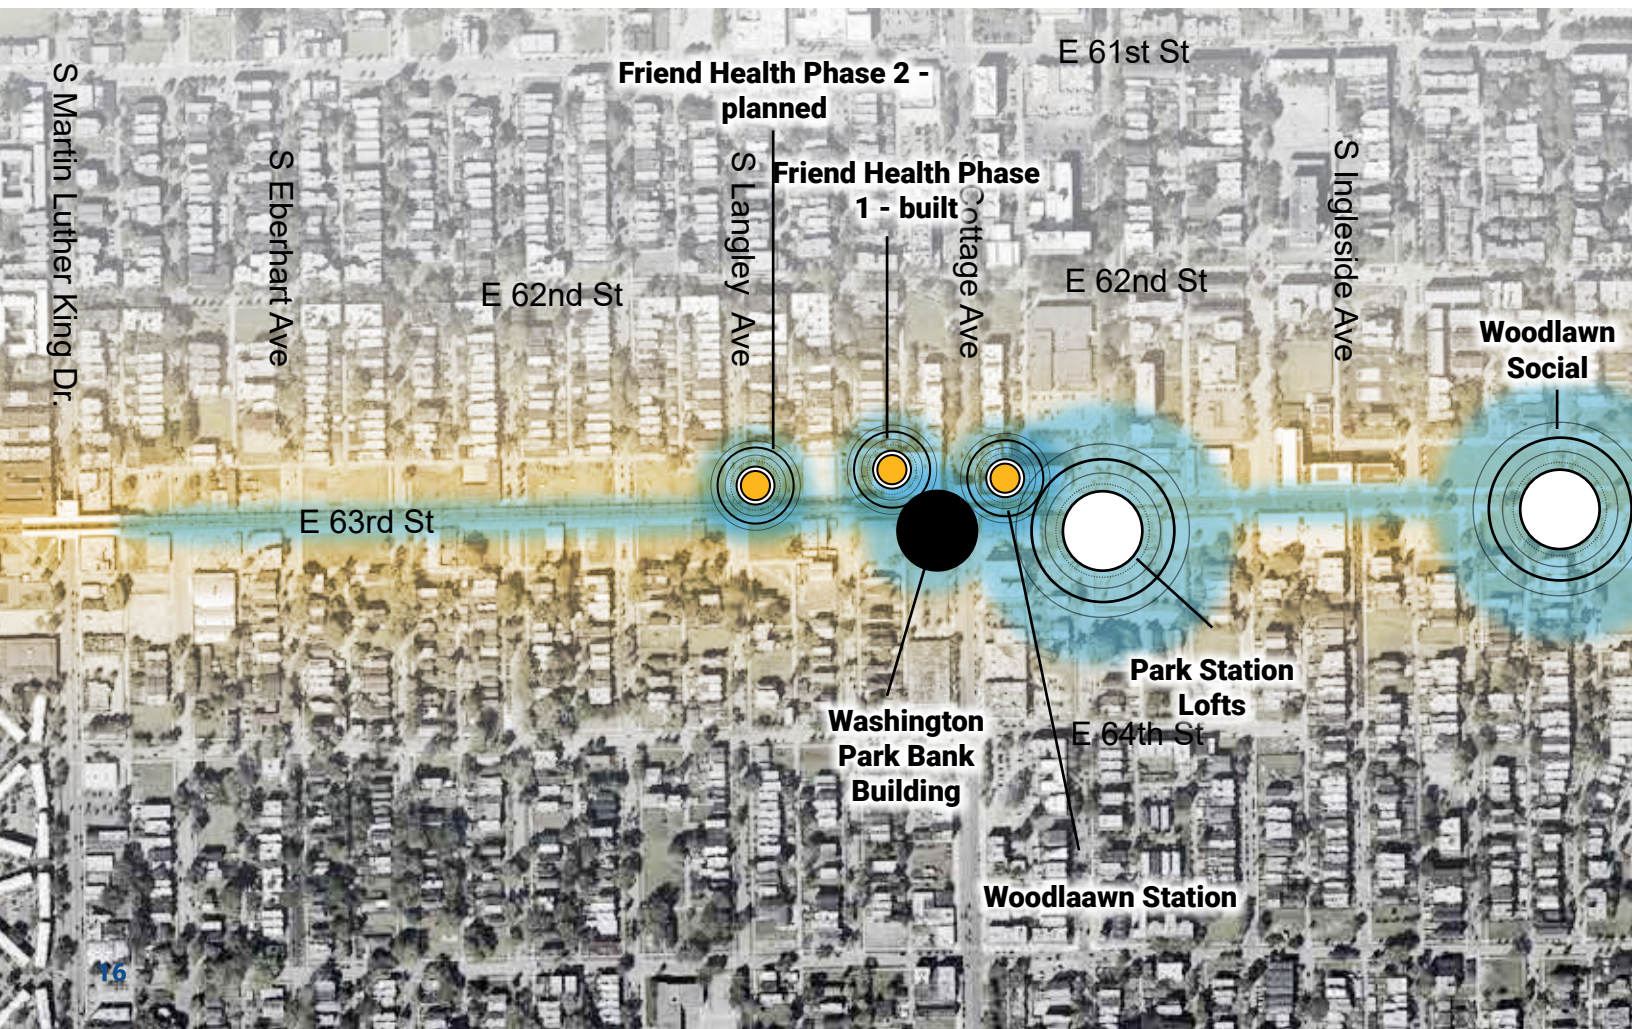 E 61st St
Friend Health Phase 2 -
planned
S Martin Luther King Dr.
S Eberhart Ave
S Langley Ave
Friend Health Phase
1 - built
Cottage Ave
S Ingleside Ave
E 62nd St
E 62nd St
Woodlawn
Social
E 63rd St
Park Station
Lofts
Washington
Park Bank
Building
E 64th St
Woodlaawn Station
16